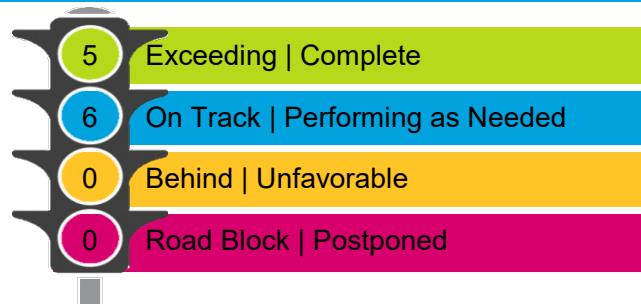 5 Exceeding | Complete
6 On Track | Performing as Needed
0 Behind | Unfavorable
0 Road Block | Postponed